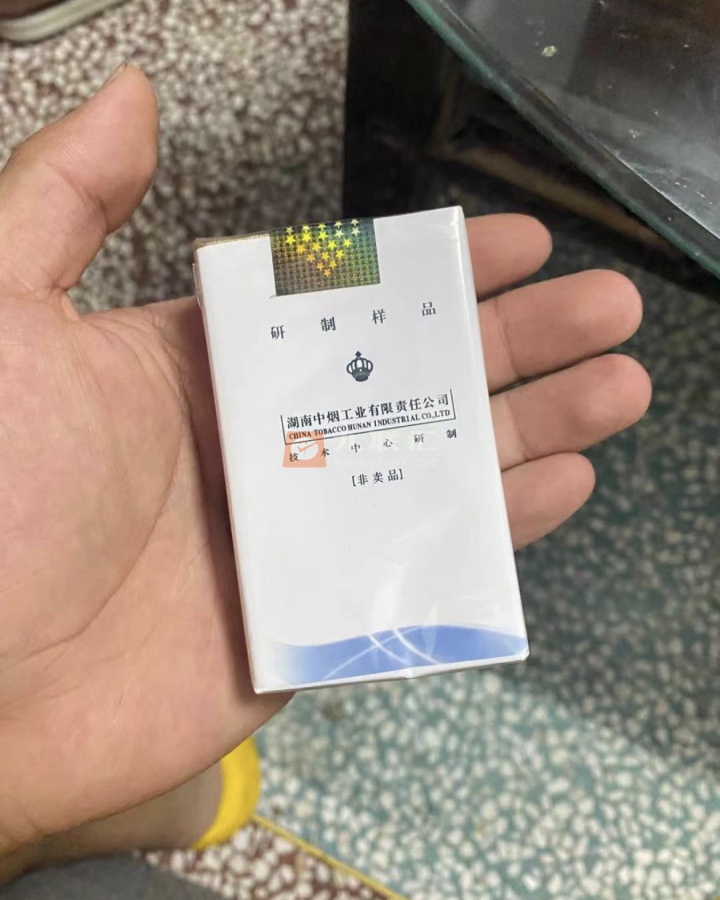 研制样品
湖南中烟工业有限责任公司
CHINA TOBACCO HUNAN INDUSTRIAL CO.,LTD
技术中心研制
[非卖品]